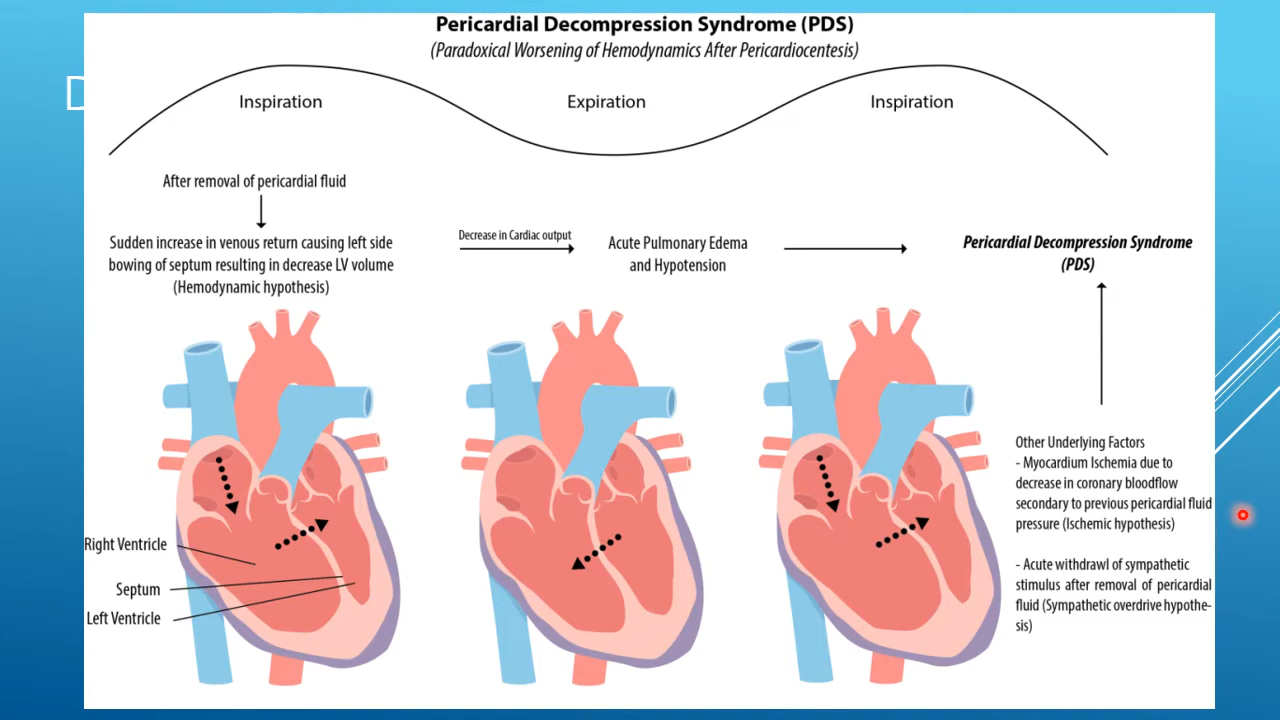 Pericardial Decompression Syndrome (PDS)
(Paradoxical Worsening of Hemodynamics After Pericardiocentesis)
D
Inspiration
Expiration
Inspiration
After removal of pericardial fluid
Sudden increase in venous return causing left side
bowing of septum resulting in decrease LV volume
(Hemodynamic hypothesis)
Decrease in Cardiac output
Acute Pulmonary Edema
and Hypotension
Pericardial Decompression Syndrome
(PDS)
Right Ventricle
Septum
Left Ventricle
Other Underlying Factors
- Myocardium Ischemia due to
decrease in coronary bloodflow
secondary to previous pericardial fluid
pressure (Ischemic hypothesis)
- Acute withdrawl of sympathetic
stimulus after removal of pericardial
fluid (Sympathetic overdrive hypothe-
sis)